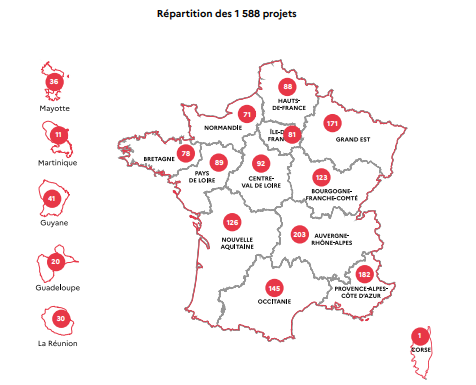 Répartition des 1 588 projets
36
Mayotte
11
Martinique
41
Guyane
20
Guadeloupe
30
La Réunion
88
HAUTS-
DE-FRANCE
71
NORMANDIE
ÎLE-D
FRAN
81
171
GRAND EST
78
BRETAGNE
89
PAYS
DE LOIRE
92
CENTRE-
VAL DE LOIRE
123
BOURGOGNE-
FRANCHE-COMTÉ
126
NOUVELLE
AQUITAINE
203
AUVERGNE-
RHÔNE-ALPES
145
OCCITANIE
182
PROVENCE-ALPES-
CÔTE D'AZUR
1
CORSE